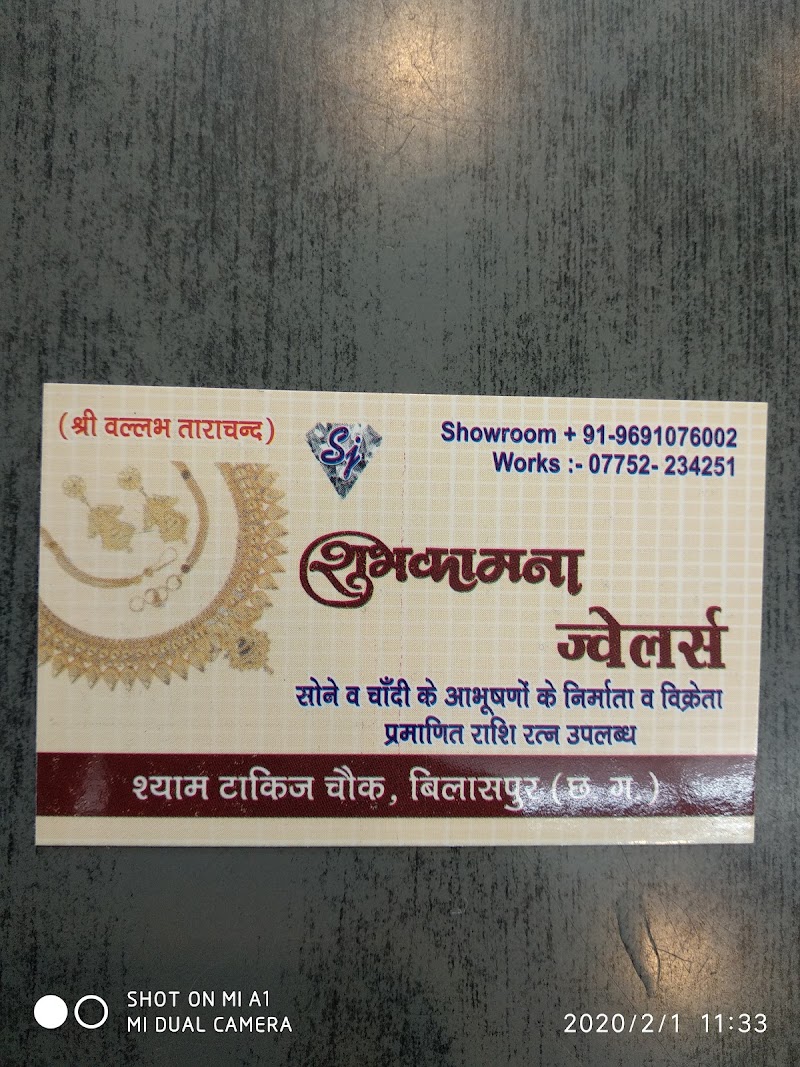 (श्री वल्लभ ताराचन्द)
Sj
Showroom + 91-9691076002
Works :- 07752- 234251
शुभकामना
ज्वेलर्स
सोने व चाँदी के आभूषणों के निर्माता व विक्रेता
प्रमाणित राशि रत्न उपलब्ध
श्याम टाकिज चौक, बिलासपुर (छ. ग.)
SHOT ON MI A1
MI DUAL CAMERA
2020/2/1 11:33